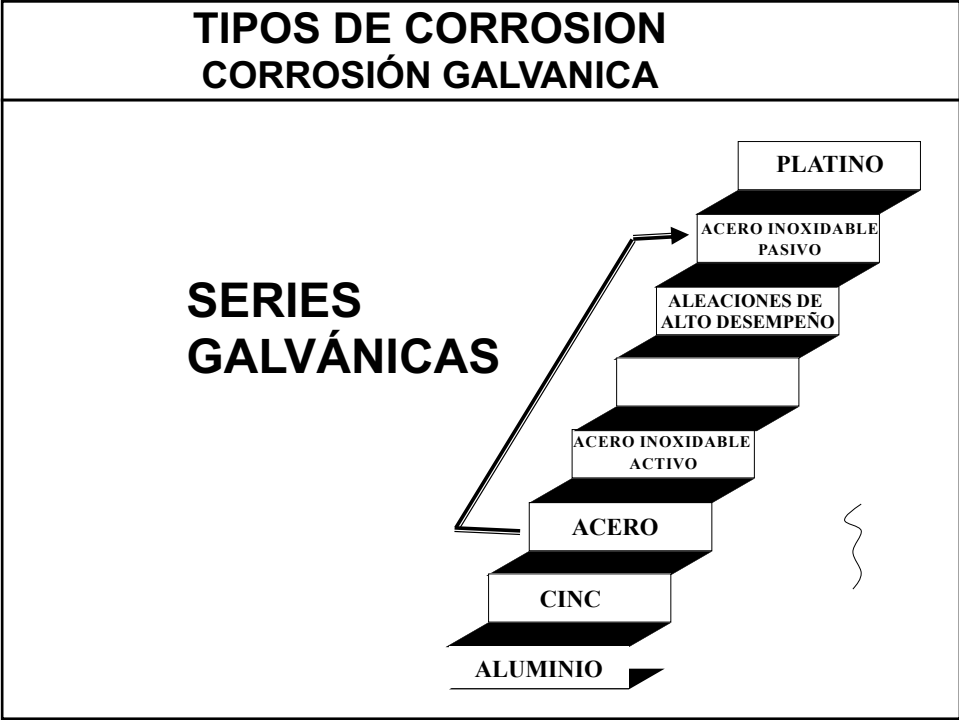 TIPOS DE CORROSION
CORROSIÓN GALVANICA
SERIES
GALVÁNICAS
PLATINO
ACERO INOXIDABLE
PASIVO
ALEACIONES DE
ALTO DESEMPEÑO
ACERO INOXIDABLE
ACTIVO
ACERO
CINC
ALUMINIO